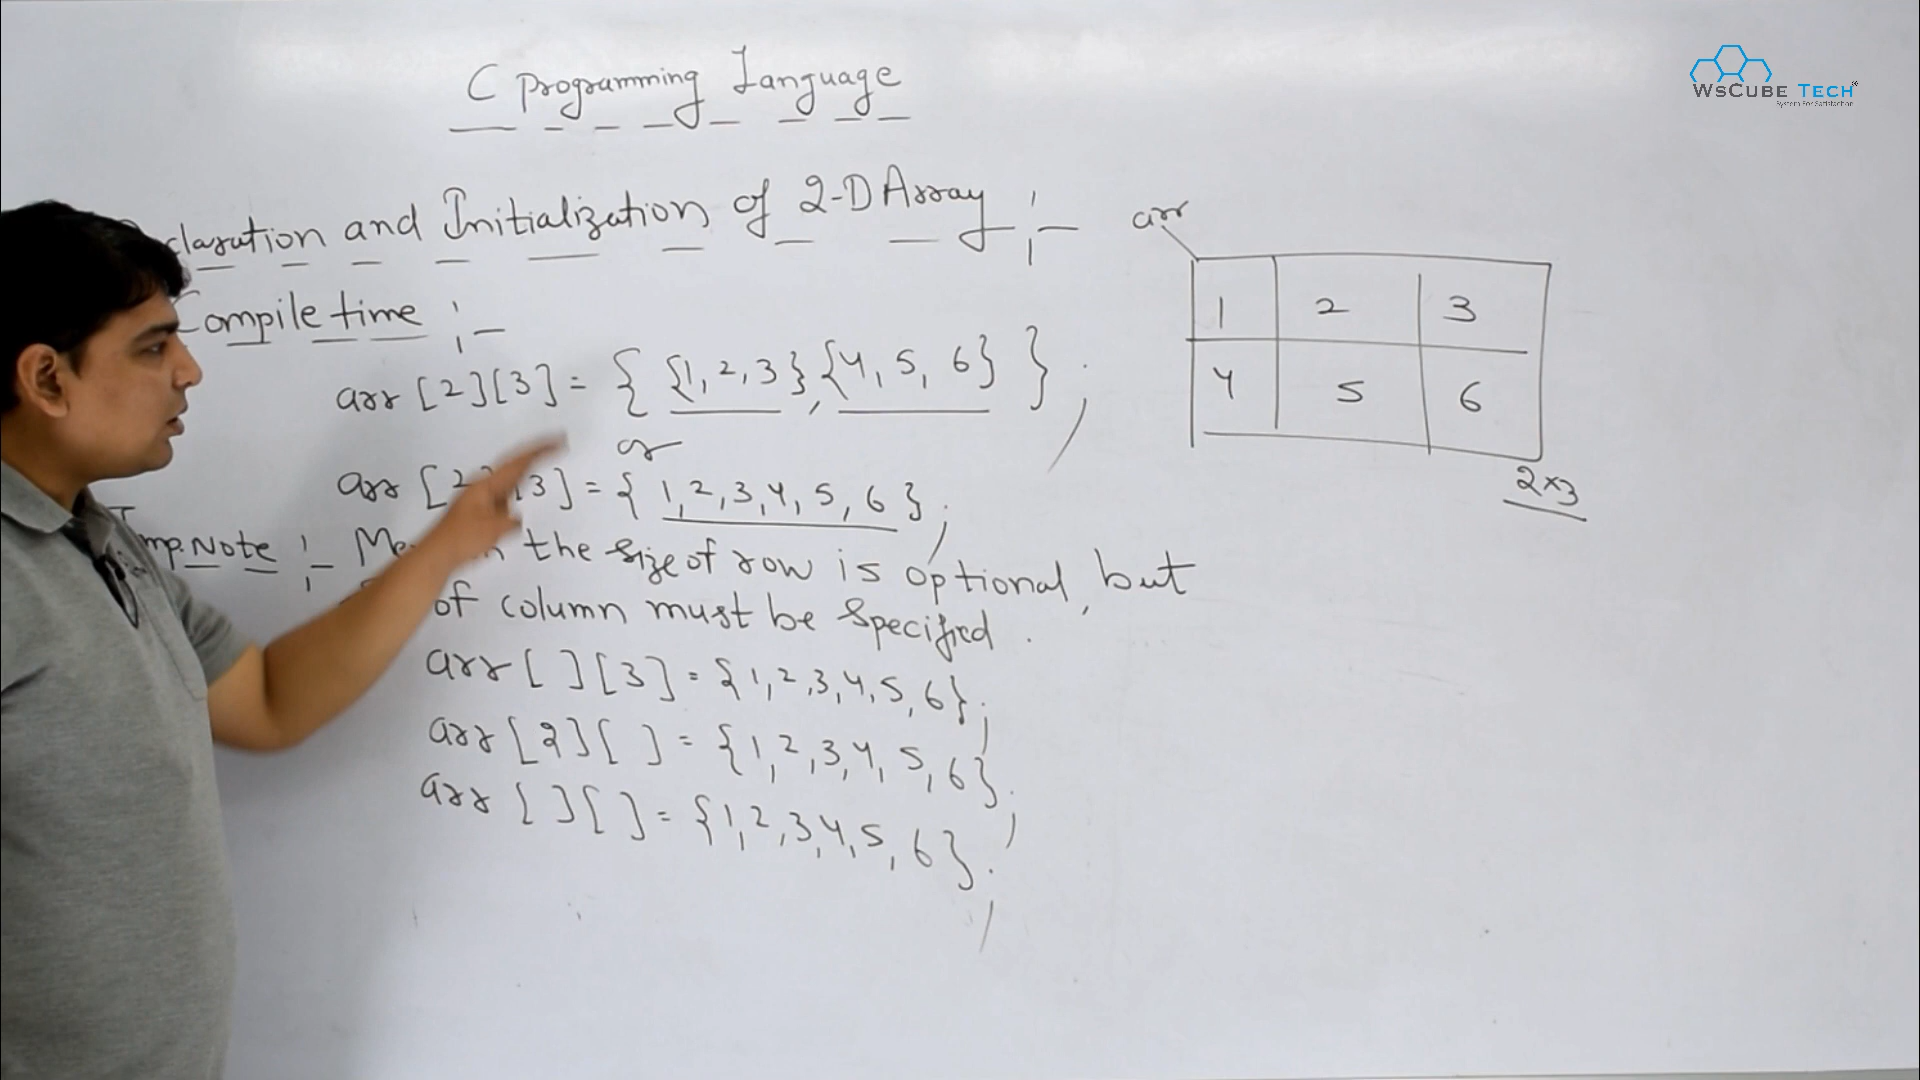 C Programming Language
WsCube Tech
System For Satisfaction
claration and Initialization of 2-D Array :-
Compile time :-
arr [2][3] = { {1, 2, 3}, {4, 5, 6} };
or
arr [2][3] = { 1, 2, 3, 4, 5, 6 };
Imp. Note :- the size of row is optional, but
of column must be specified.
arr [ ][3] = {1, 2, 3, 4, 5, 6};
arr [2][ ] = {1, 2, 3, 4, 5, 6};
arr [ ][ ] = {1, 2, 3, 4, 5, 6};
arr
1 2 3
4 5 6
2×3